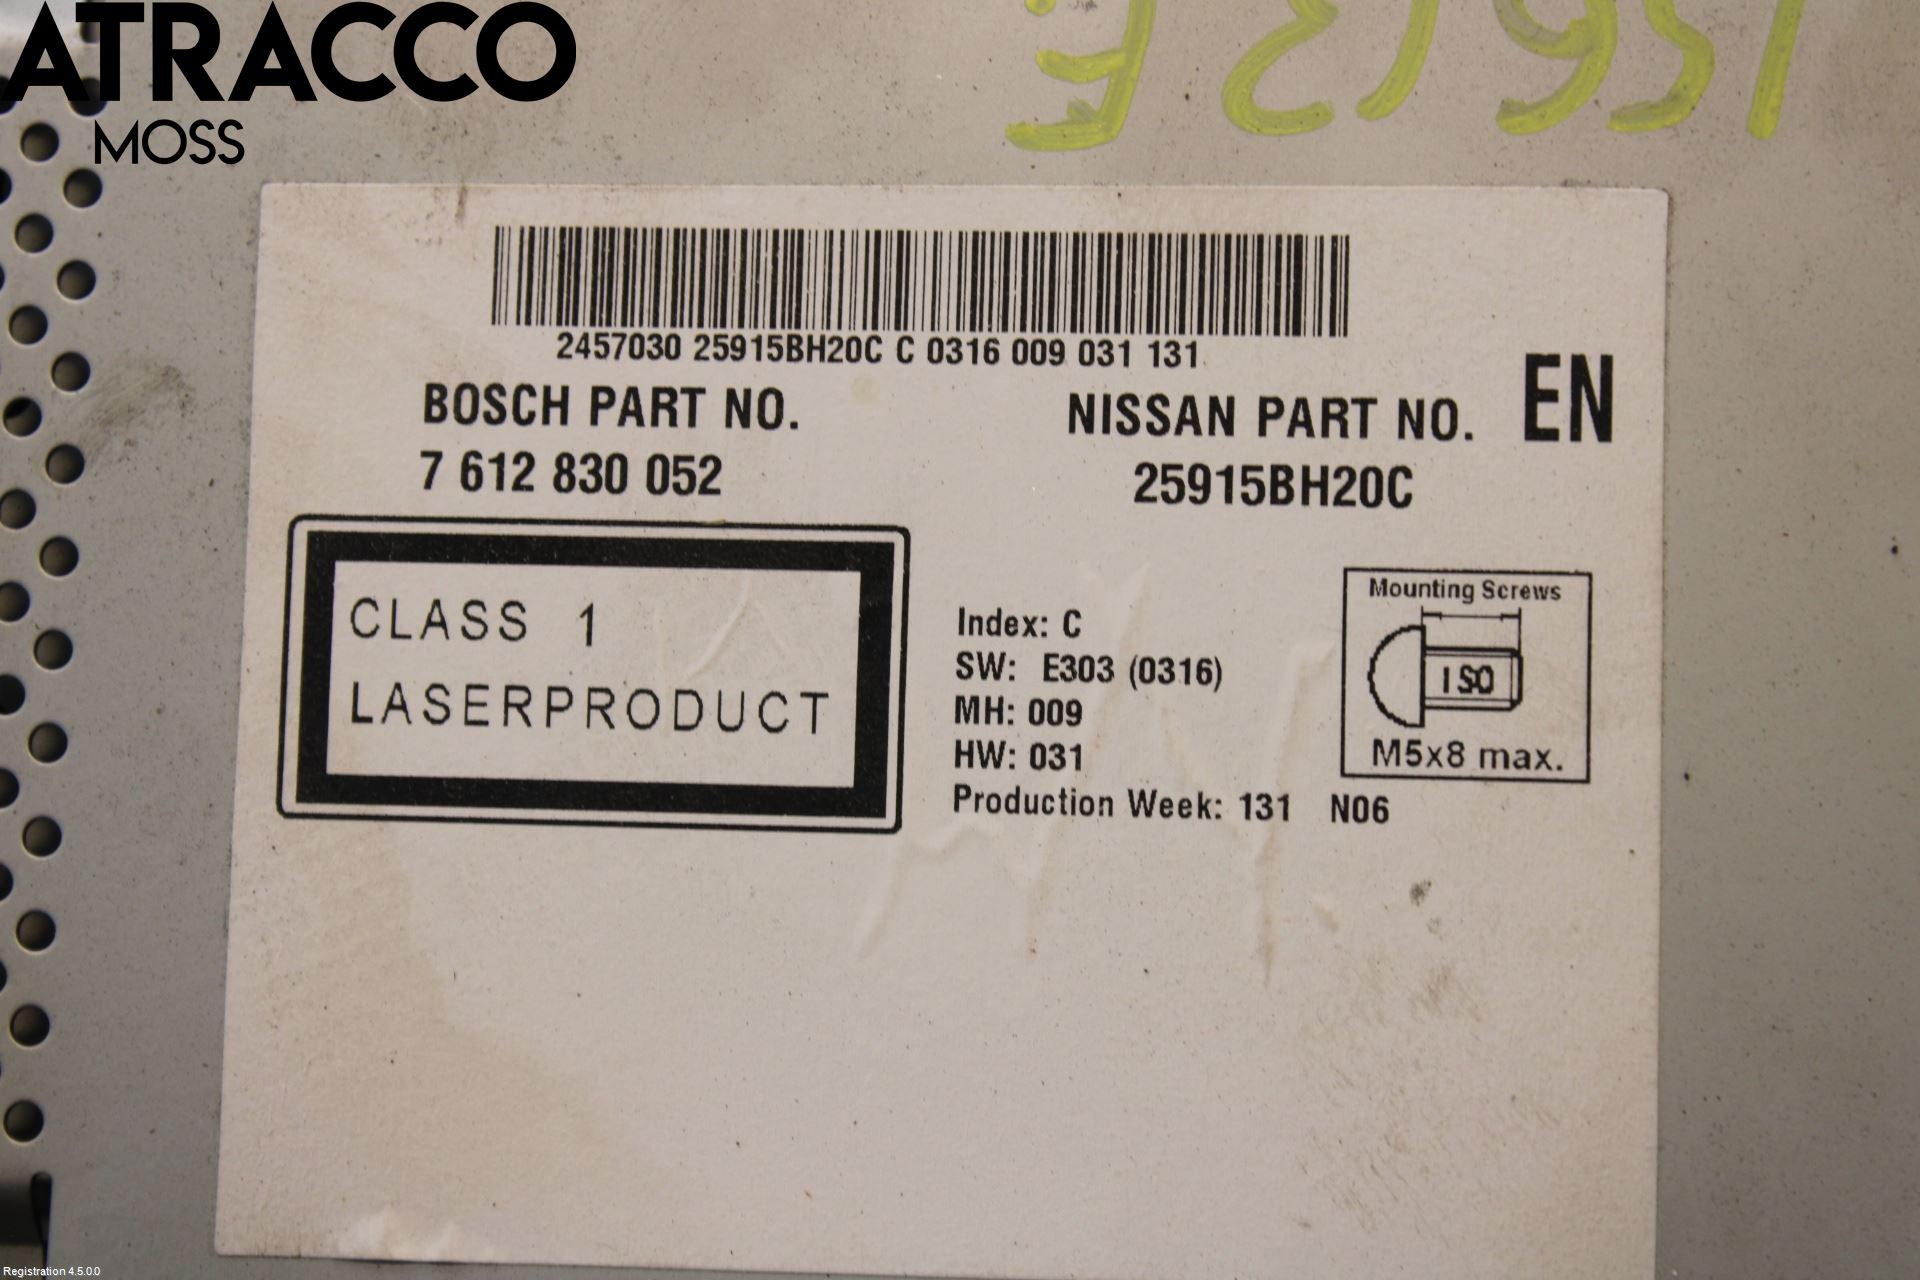 ATRACCO
MOSS
2457030 25915BH20C C 0316 009 031 131
BOSCH PART NO.
7 612 830 052
NISSAN PART NO.
25915BH20C
EN
CLASS 1
LASERPRODUCT
Index: C
SW: E303 (0316)
MH: 009
HW: 031
Production Week: 131 N06
Mounting Screws
ISO
M5x8 max.
Registration 4.5.0.0